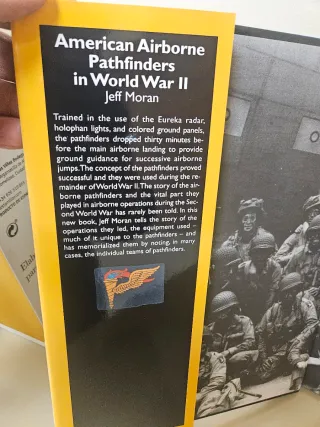 American Airborne
Pathfinders
in World War II
Jeff Moran
Trained in the use of the Eureka radar,
holophan lights, and colored ground panels,
the pathfinders dropped thirty minutes be-
fore the main airborne landing to provide
ground guidance for successive airborne
jumps. The concept of the pathfinders proved
successful and they were used during the re-
mainder of World War II. The story of the air-
borne pathfinders and the vital part they
played in airborne operations during the Sec-
ond World War has rarely been told. In this
new book, Jeff Moran tells the story of the
operations they led, the equipment used –
much of it unique to the pathfinders – and
has memorialized them by noting, in many
cases, the individual teams of pathfinders.